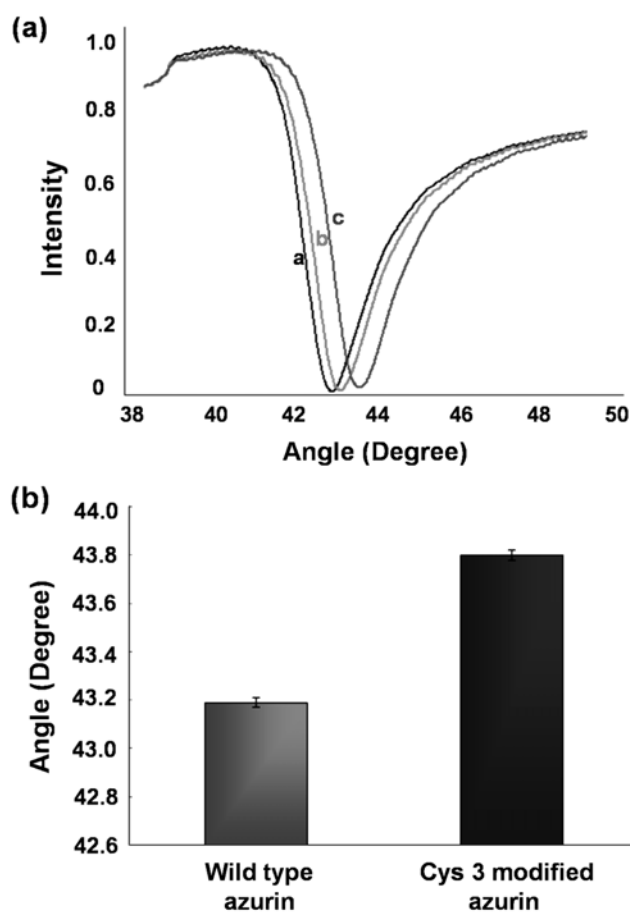 (a)
1.0
0.8
0.6
0.4
0.2
0
Intensity
a
b
c
38 40 42 44 46 48 50
Angle (Degree)
(b)
44.0
43.8
43.6
43.4
43.2
43.0
42.8
42.6
Angle (Degree)
Wild type
azurin
Cys 3 modified
azurin